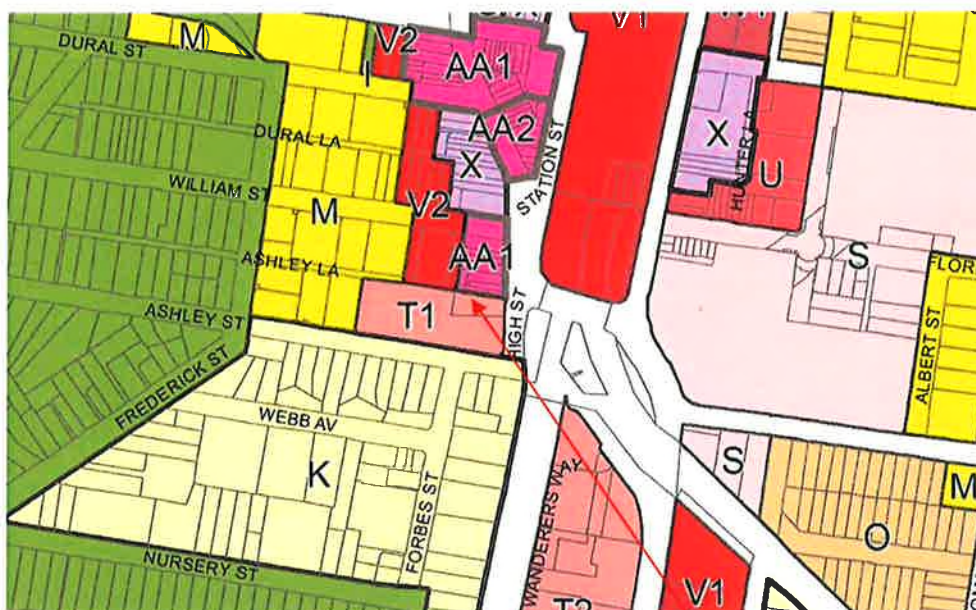 M
DURAL ST
V2
AA1
V1
I
DURAL LA
AA2
X
X
STATION ST
HUNTER LA
U
WILLIAM ST
M
V2
ASHLEY LA
AA1
S
FLOR
ASHLEY ST
T1
HIGH ST
ALBERT ST
FREDERICK ST
WEBB AV
K
S
M
FORBES ST
WANDERERS WAY
O
NURSERY ST
V1